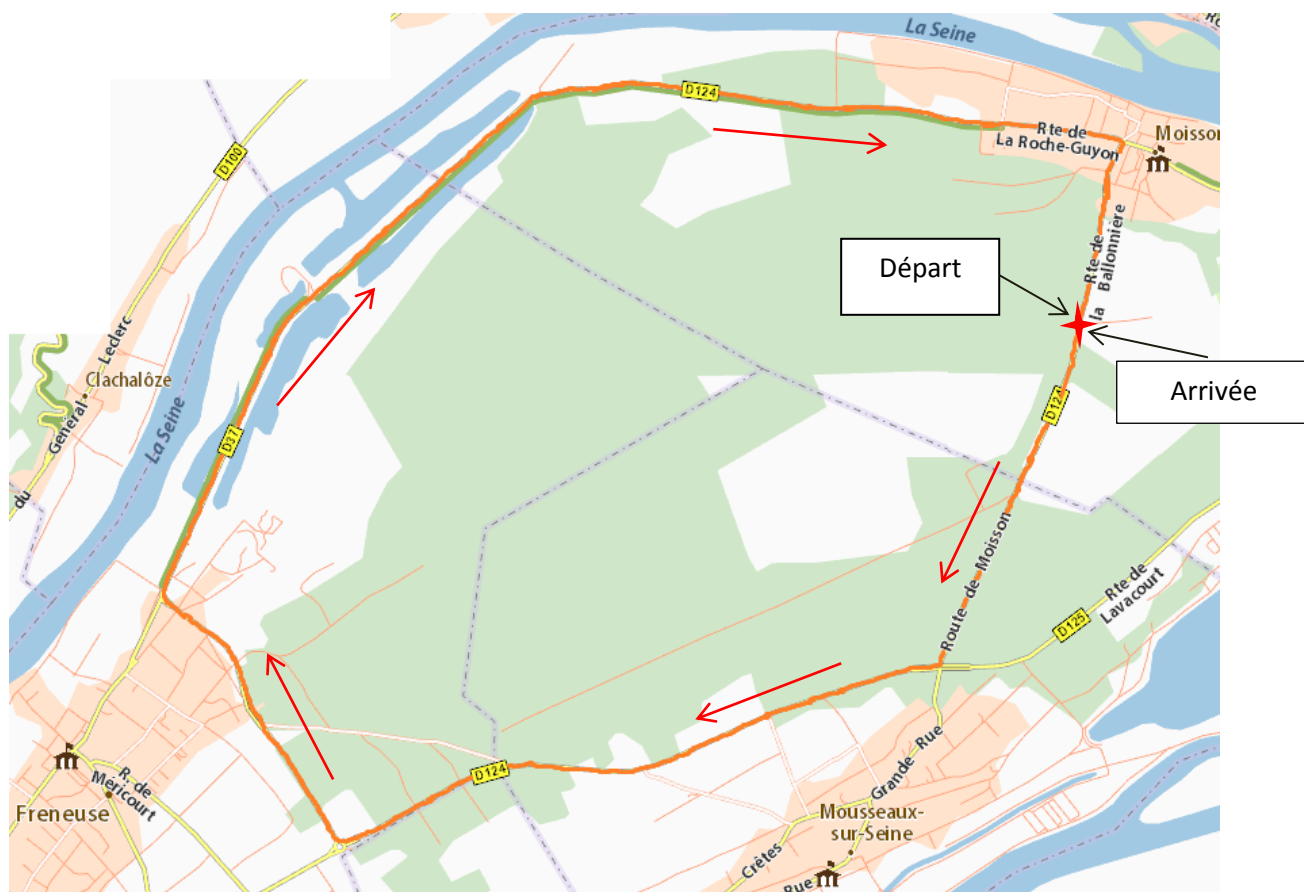 La Seine
D124
Rte de
La Roche-Guyon
Moisson
D100
Rte de
la Ballonnière
Départ
Arrivée
Leclerc
Clachalôze
Général
du
La Seine
D37
D124
Route de Moisson
Rte de
Lavacourt
D125
D124
Grande Rue
R. de
Méricourt
Freneuse
Mousseaux-
sur-Seine
Crêtes
Rue